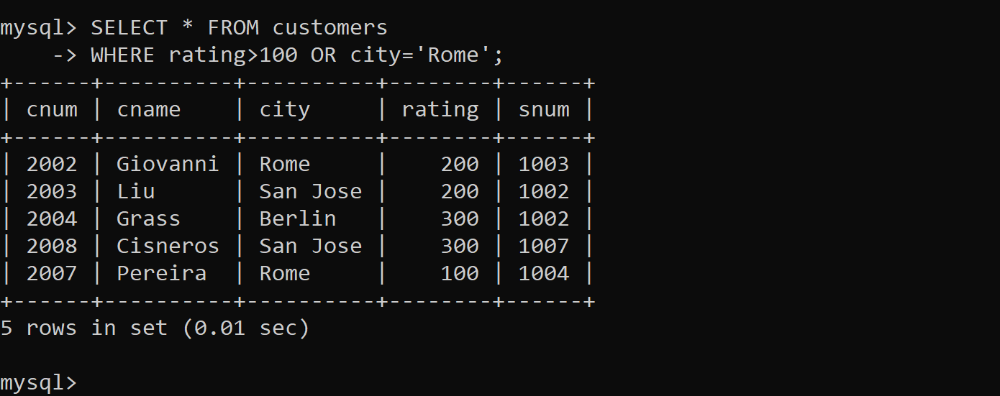 mysql> SELECT * FROM customers
    -> WHERE rating>100 OR city='Rome';
+------+----------+----------+--------+------+
| cnum | cname    | city     | rating | snum |
+------+----------+----------+--------+------+
| 2002 | Giovanni | Rome     |    200 | 1003 |
| 2003 | Liu      | San Jose |    200 | 1002 |
| 2004 | Grass    | Berlin   |    300 | 1002 |
| 2008 | Cisneros | San Jose |    300 | 1007 |
| 2007 | Pereira  | Rome     |    100 | 1004 |
+------+----------+----------+--------+------+
5 rows in set (0.01 sec)
mysql>